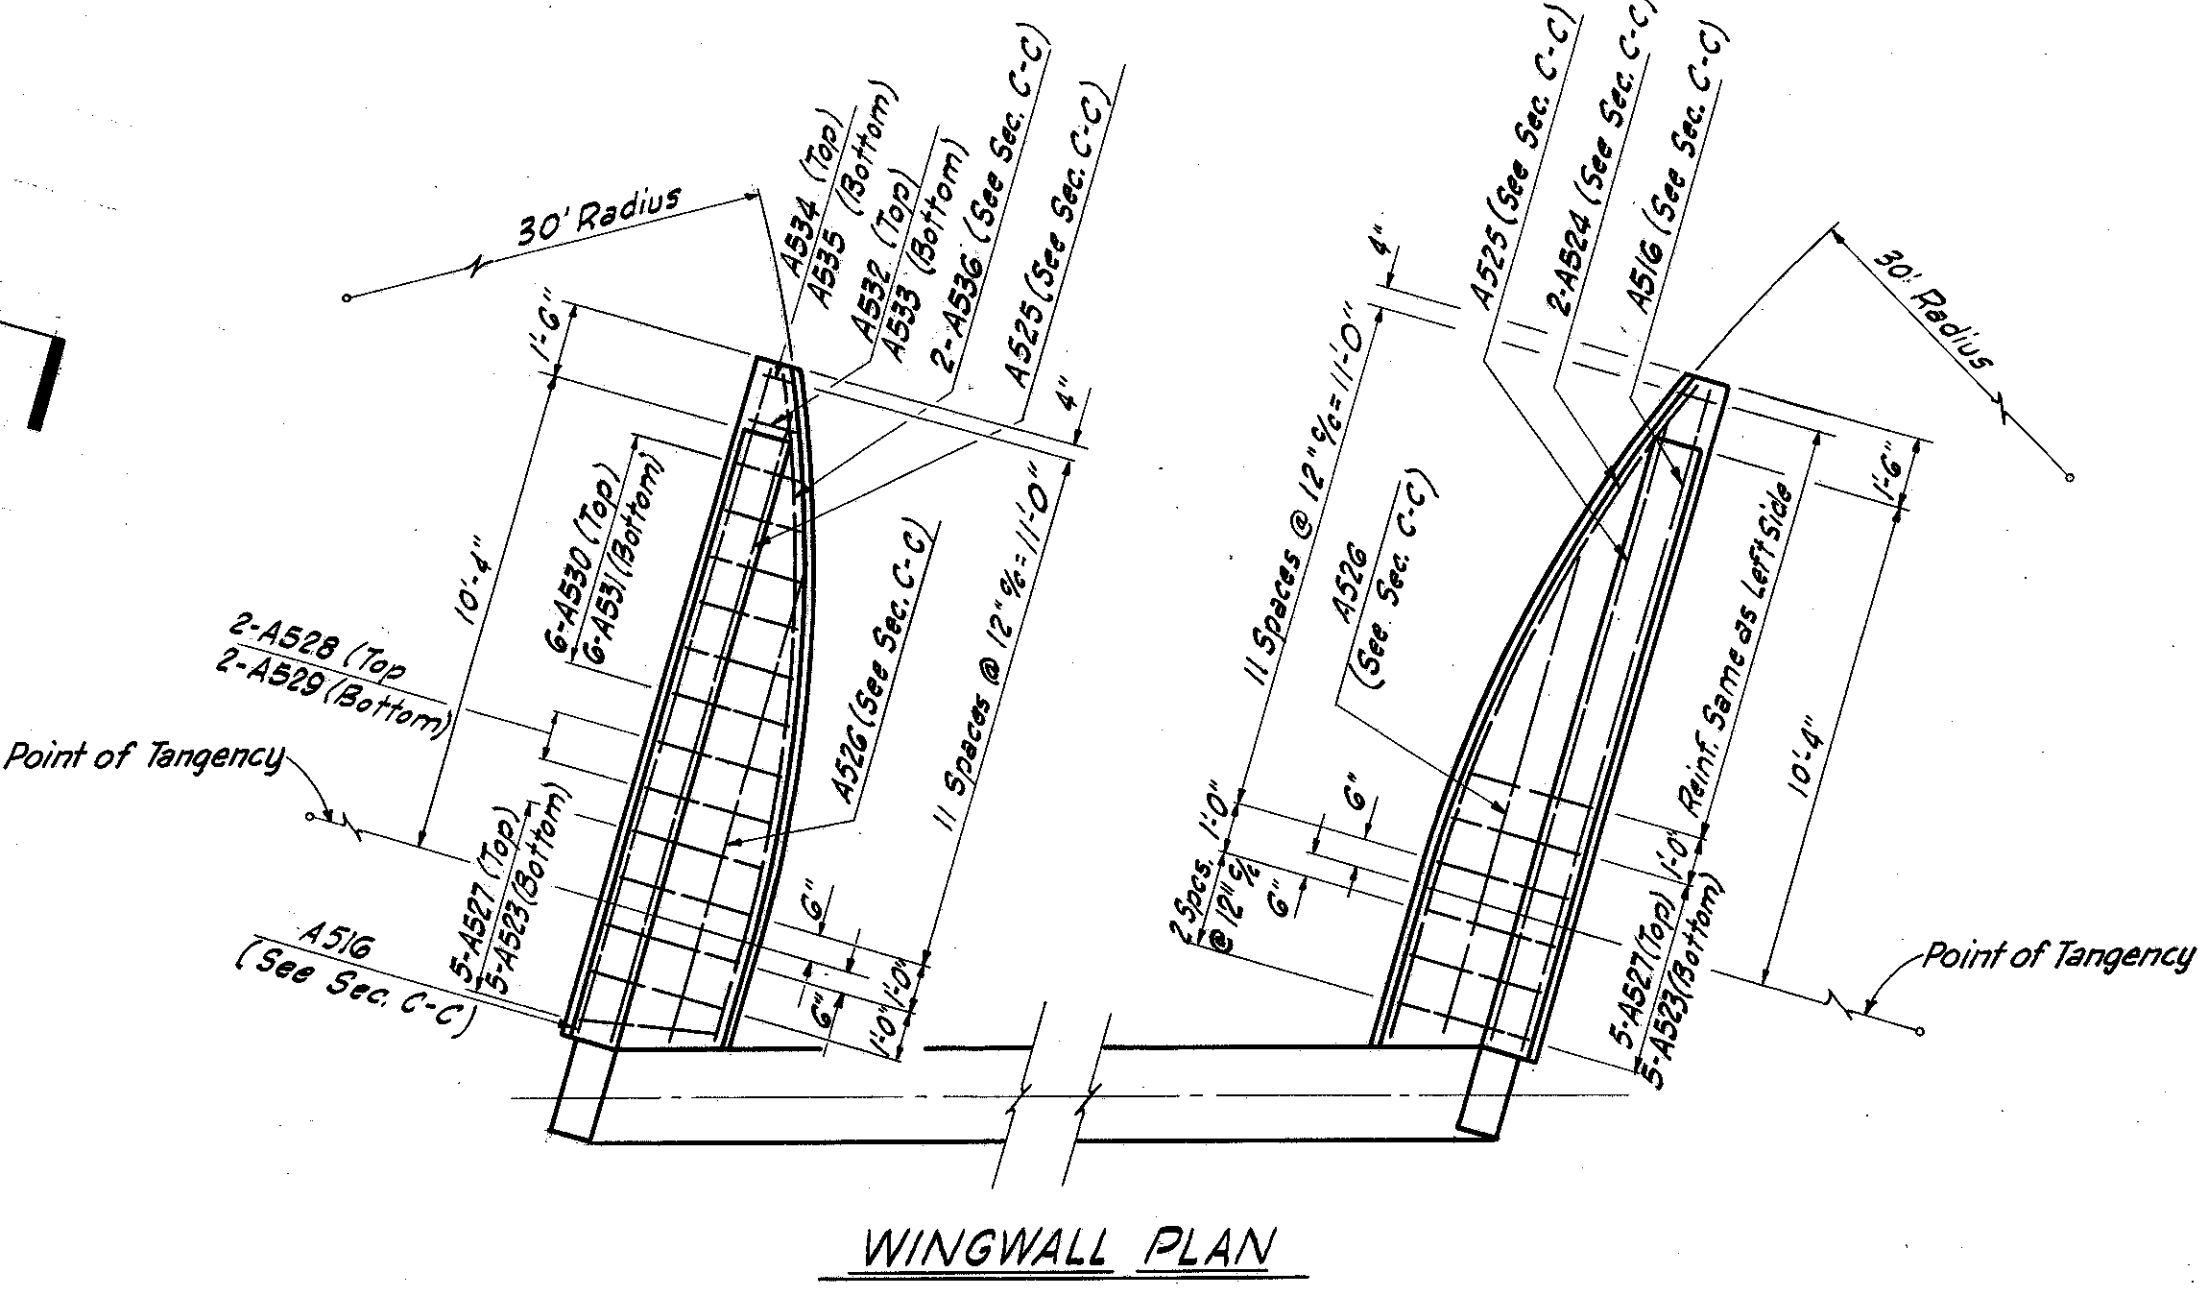 30' Radius
A534 (Top)
A535 (Bottom)
A532 (Top)
A533 (Bottom)
2-A536 (See Sec. C-C)
A525 (See Sec. C-C)
1'-6"
4"
10'-4"
6-A530 (Top)
6-A531 (Bottom)
2-A528 (Top
2-A529 (Bottom)
Point of Tangency
5-A527 (Top)
5-A523 (Bottom)
A516
(See Sec. C-C)
A526 (See Sec. C-C)
11 Spaces @ 12" c/c = 11'-0"
6"
6"
1'-0"
1'-0"
A525 (See Sec. C-C)
2-A524 (See Sec. C-C)
A516 (See Sec. C-C)
30' Radius
4"
11 Spaces @ 12" c/c = 11'-0"
A526
(See Sec. C-C)
1'-6"
Reinf. Same as Left Side
10'-4"
1'-0"
2 Spcs.
@ 12" c/c
6"
6"
1'-0"
5-A527 (Top)
5-A523 (Bottom)
Point of Tangency
WINGWALL PLAN